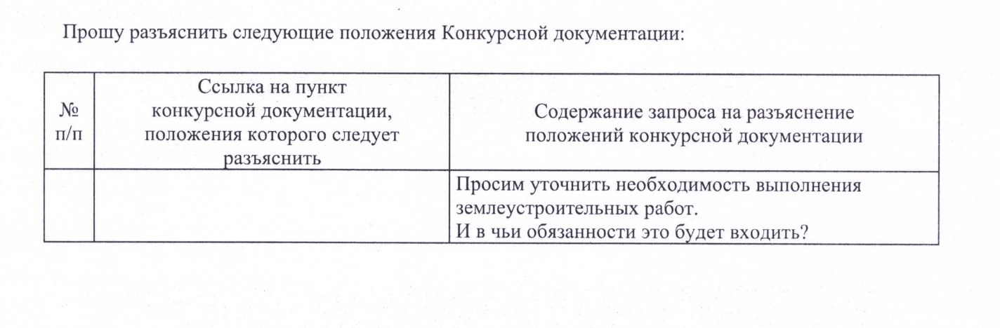 Прошу разъяснить следующие положения Конкурсной документации:
№
п/п
Ссылка на пункт
конкурсной документации,
положения которого следует
разъяснить
Содержание запроса на разъяснение
положений конкурсной документации
Просим уточнить необходимость выполнения
землеустроительных работ.
И в чьи обязанности это будет входить?